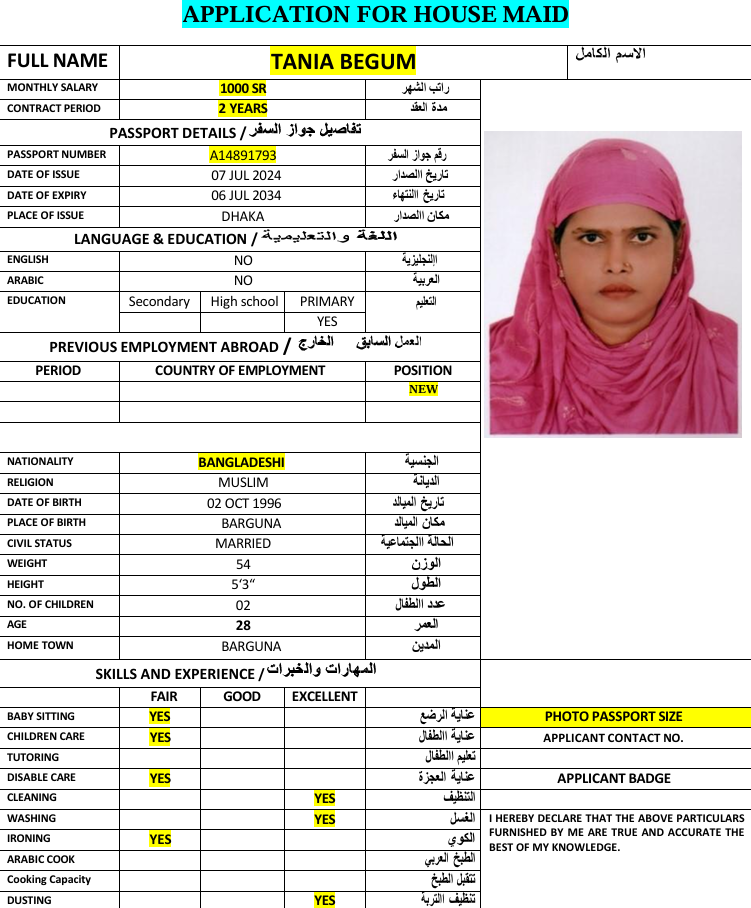 APPLICATION FOR HOUSE MAID
FULL NAME TANIA BEGUM الاسم الكامل
MONTHLY SALARY 1000 SR راتب الشهر
CONTRACT PERIOD 2 YEARS مدة العقد
PASSPORT DETAILS / تفاصيل جواز السفر
PASSPORT NUMBER A14891793 رقم جواز السفر
DATE OF ISSUE 07 JUL 2024 تاريخ االصدار
DATE OF EXPIRY 06 JUL 2034 تاريخ االنتهاء
PLACE OF ISSUE DHAKA مكان االصدار
LANGUAGE & EDUCATION / اللغة والتعليمية
ENGLISH NO االنجليزية
ARABIC NO العربية
EDUCATION Secondary High school PRIMARY التعليم
YES
PREVIOUS EMPLOYMENT ABROAD / العمل السابق الخارج
PERIOD COUNTRY OF EMPLOYMENT POSITION
NEW
NATIONALITY BANGLADESHI الجنسية
RELIGION MUSLIM الديانة
DATE OF BIRTH 02 OCT 1996 تاريخ الميالد
PLACE OF BIRTH BARGUNA مكان الميالد
CIVIL STATUS MARRIED الحالة االجتماعية
WEIGHT 54 الوزن
HEIGHT 5‘3“ الطول
NO. OF CHILDREN 02 عدد االطفال
AGE 28 العمر
HOME TOWN BARGUNA المدين
SKILLS AND EXPERIENCE / المهارات والخبرات
FAIR GOOD EXCELLENT
BABY SITTING YES عناية الرضع
PHOTO PASSPORT SIZE
CHILDREN CARE YES عناية االطفال
APPLICANT CONTACT NO.
TUTORING تعليم االطفال
DISABLE CARE YES عناية العجزة
APPLICANT BADGE
CLEANING YES التنظيف
WASHING YES الغسل
IRONING YES الكوي
ARABIC COOK الطبخ العربي
Cooking Capacity تتقبل الطبخ
DUSTING YES تنظيف التربة
I HEREBY DECLARE THAT THE ABOVE PARTICULARS
FURNISHED BY ME ARE TRUE AND ACCURATE THE
BEST OF MY KNOWLEDGE.